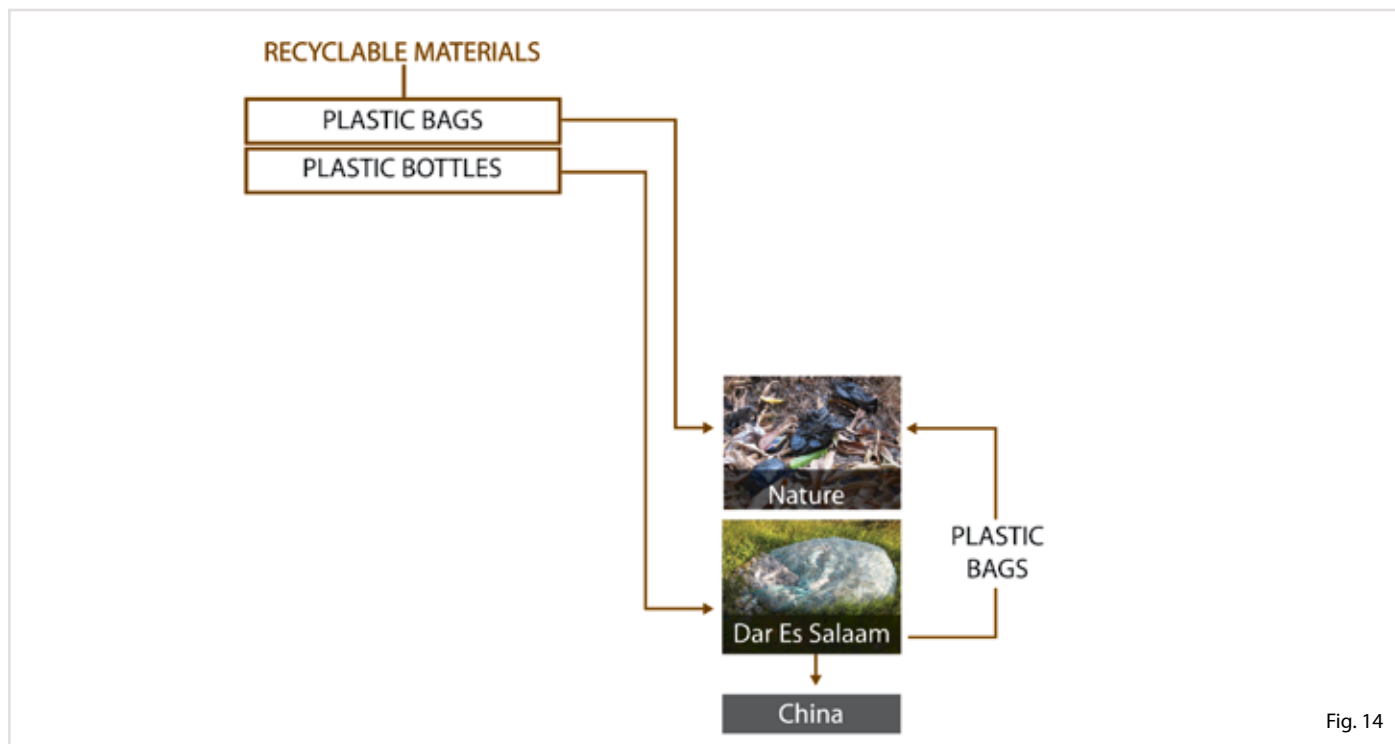 RECYCLABLE MATERIALS
PLASTIC BAGS
PLASTIC BOTTLES
Nature
PLASTIC
BAGS
Dar Es Salaam
China
Fig. 14